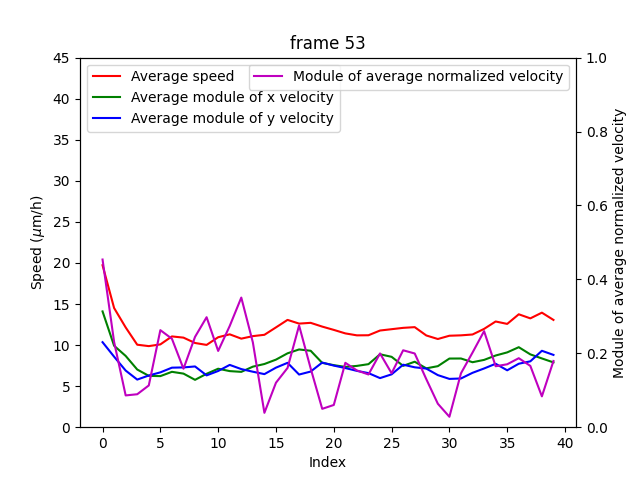 frame 53
Average speed
Average module of x velocity
Average module of y velocity
Module of average normalized velocity
Speed (μm/h)
45
40
35
30
25
20
15
10
5
0
1.0
0.8
0.6
0.4
0.2
0.0
Module of average normalized velocity
0 5 10 15 20 25 30 35 40
Index